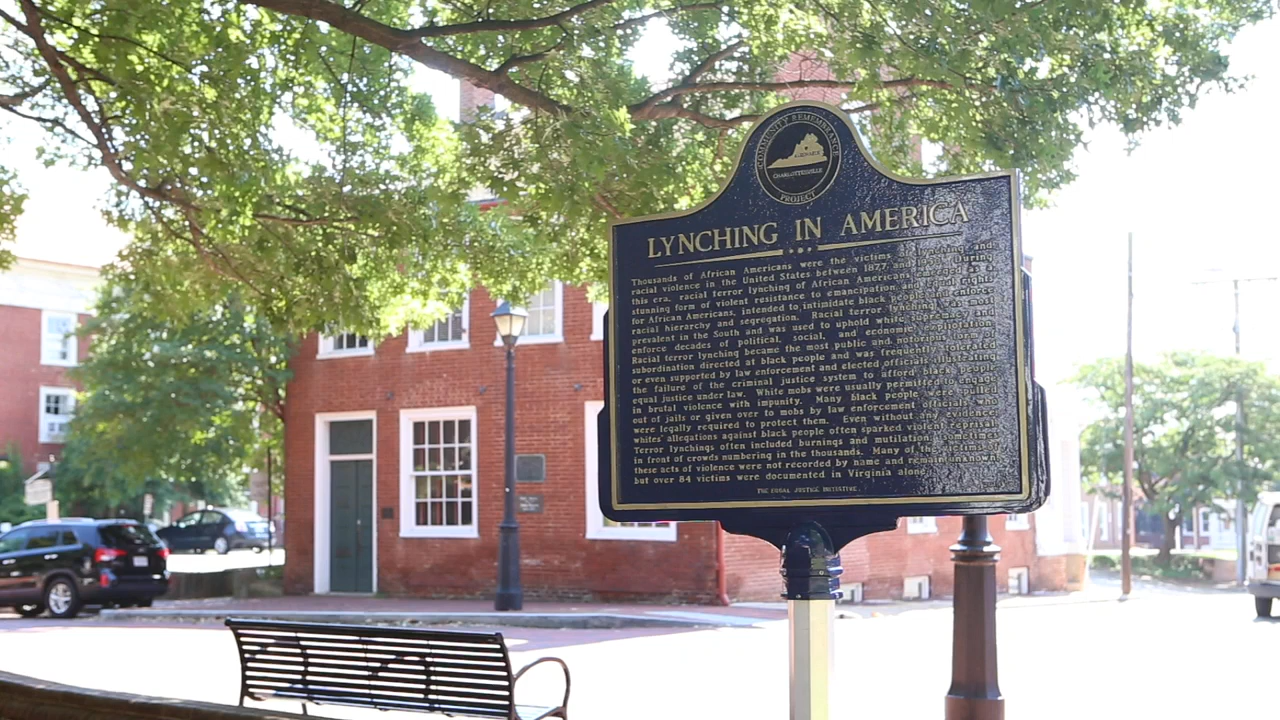 COMMUNITY REMEMBRANCE
CHARLOTTESVILLE
PROJECT
LYNCHING IN AMERICA
Thousands of African Americans were the victims of lynching and
racial violence in the United States between 1877 and 1950. During
this era, racial terror lynching of African Americans emerged as a
stunning form of violent resistance to emancipation and equal rights
for African Americans, intended to intimidate black people and enforce
racial hierarchy and segregation. Racial terror lynching was most
prevalent in the South and was used to uphold white supremacy and
enforce decades of political, social, and economic exploitation.
Racial terror lynching became the most public and notorious form of
subordination directed at black people and was frequently tolerated
or even supported by law enforcement and elected officials, illustrating
the failure of the criminal justice system to afford black people
equal justice under law. White mobs were usually permitted to engage
in brutal violence with impunity. Many black people were pulled
out of jails or given over to mobs by law enforcement officials who
were legally required to protect them. Even without any evidence,
whites' allegations against black people often sparked violent reprisal.
Terror lynchings often included burnings and mutilation, sometimes
in front of crowds numbering in the thousands. Many of the victims of
these acts of violence were not recorded by name and remain unknown,
but over 84 victims were documented in Virginia alone.
THE EQUAL JUSTICE INITIATIVE.